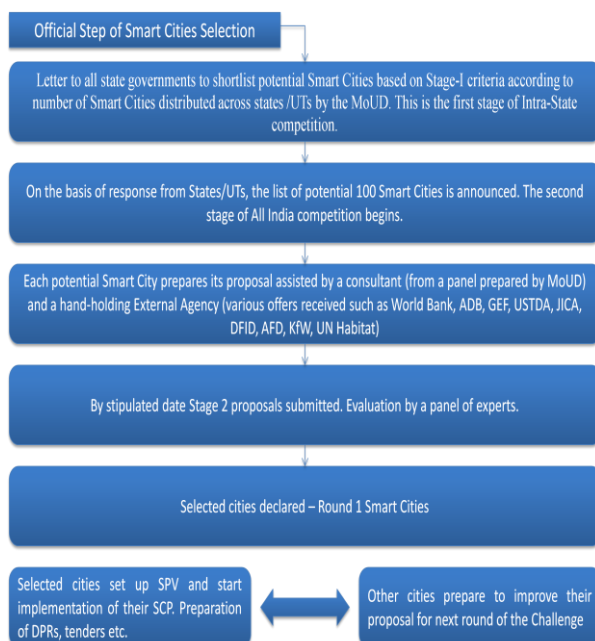 Official Step of Smart Cities Selection
Letter to all state governments to shortlist potential Smart Cities based on Stage-I criteria according to
number of Smart Cities distributed across states /UTs by the MoUD. This is the first stage of Intra-State
competition.
On the basis of response from States/UTs, the list of potential 100 Smart Cities is announced. The second
stage of All India competition begins.
Each potential Smart City prepares its proposal assisted by a consultant (from a panel prepared by MoUD)
and a hand-holding External Agency (various offers received such as World Bank, ADB, GEF, USTDA, JICA,
DFID, AFD, KfW, UN Habitat)
By stipulated date Stage 2 proposals submitted. Evaluation by a panel of experts.
Selected cities declared – Round 1 Smart Cities
Selected cities set up SPV and start
implementation of their SCP. Preparation
of DPRs, tenders etc.
Other cities prepare to improve their
proposal for next round of the Challenge